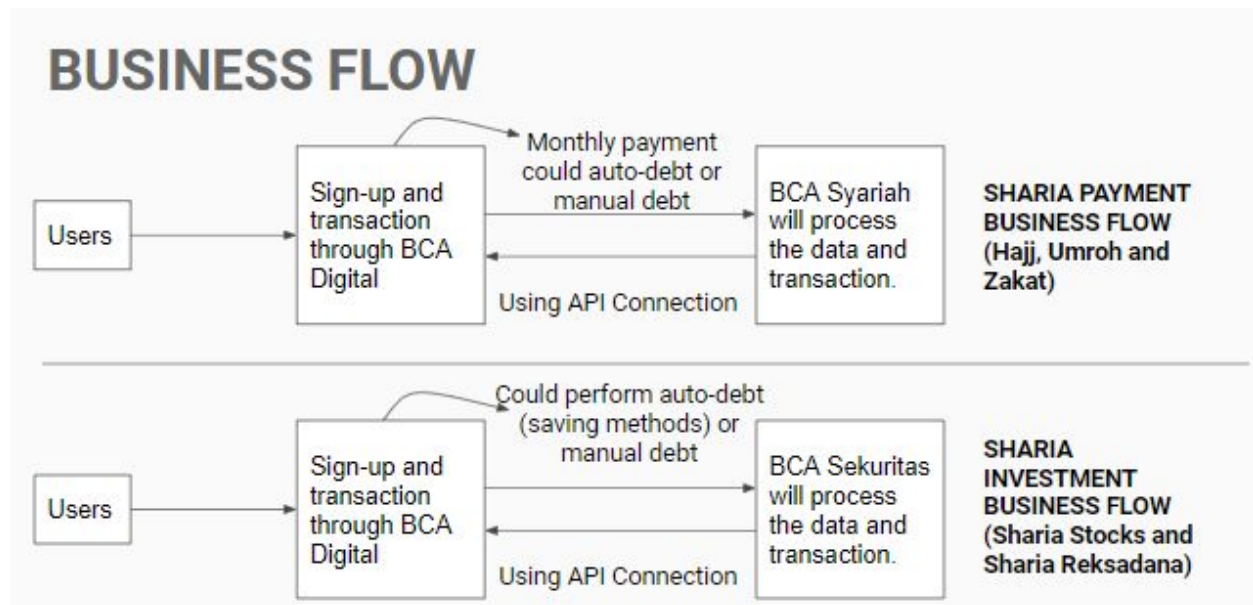 BUSINESS FLOW
Users
Sign-up and
transaction
through BCA
Digital
Monthly payment
could auto-debt or
manual debt
Using API Connection
BCA Syariah
will process
the data and
transaction.
SHARIA PAYMENT
BUSINESS FLOW
(Hajj, Umroh and
Zakat)
Users
Sign-up and
transaction
through BCA
Digital
Could perform auto-debt
(saving methods) or
manual debt
Using API Connection
BCA Sekuritas
will process
the data and
transaction.
SHARIA
INVESTMENT
BUSINESS FLOW
(Sharia Stocks and
Sharia Reksadana)